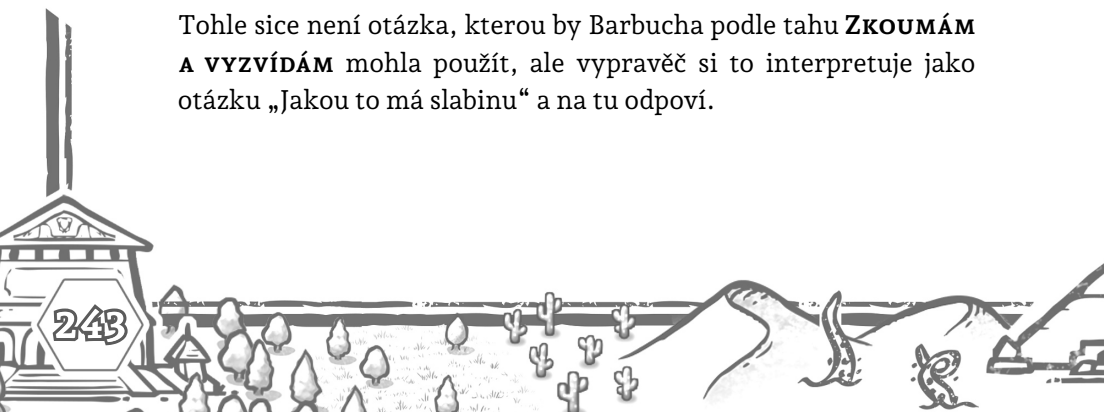 Tohle sice není otázka, kterou by Barbucha podle tahu ZKOUMÁM
A VYZVÍDÁM mohla použít, ale vypravěč si to interpretuje jako
otázku „Jakou to má slabinu“ a na tu odpoví.
243